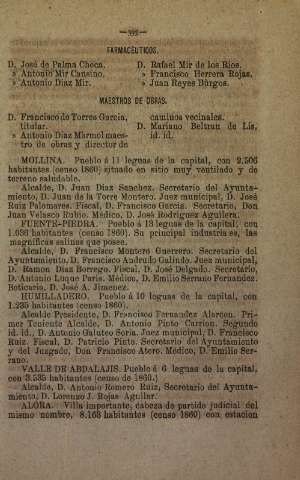 —392—
FARMACÉUTICOS.
D. José de Palma Checa.
» Antonio Mir Cansino.
» Antonio Diaz Mir.
D. Rafael Mir de los Rios.
» Francisco Herrera Rojas.
» Juan Reyes Búrgos.
MAESTROS DE OBRAS.
D. Francisco de Torres Garcia,
titular.
» Antonio Diaz Mármol maes-
tro de obras y director de
caminos vecinales.
D. Mariano Beltran de Lis,
id. id.
MOLLINA. Pueblo á 11 leguas de la capital, con 2.506
habitantes (censo 1860) situado en sitio muy ventilado y de
terreno saludable.
Alcalde, D. Juan Diaz Sanchez. Secretario del Ayunta-
miento, D. Juan de la Torre Montero. Juez municipal, D. José
Ruiz Palomares. Fiscal, D. Francisco Garcia. Secretario, Don
Juan Velasco Rubio. Médico, D. José Rodriguez Aguilera.
FUENTE-PIEDRA. Pueblo á 13 leguas de la capital, con
1.036 habitantes (censo 1860). Su principal industria es, las
magníficas salinas que posee.
Alcalde, D. Francisco Montero Guerrero. Secretario del
Ayuntamiento, D. Francisco Andrulo Galindo. Juez municipal,
D. Ramon Diaz Borrego. Fiscal, D. José Delgado. Secretario,
D. Antonio Luque Paris. Médico, D. Emilio Serrano Fernandez.
Boticario, D. José A. Jimenez.
HUMILLADERO. Pueblo á 10 leguas de la capital, con
1.235 habitantes (censo 1860).
Alcalde Presidente, D. Francisco Fernandez Alarcon. Pri-
mer Teniente Alcalde, D. Antonio Pinto Carrion. Segundo
id. id., D. Antonio Galuteo Soria. Juez municipal, D. Francisco
Ruiz. Fiscal, D. Patricio Pinto. Secretario del Ayuntamiento
y del Juzgado, Don Francisco Atero. Médico, D. Emilio Ser-
rano.
VALLE DE ABDALAJIS. Pueblo á 6 leguas de la capital,
con 3.535 habitantes (censo de 1860.)
Alcalde, D. Antonio Romero Ruiz, Secretario del Ayunta-
miento, D. Lorenzo J. Rojas Aguilar.
ALORA. Villa importante, cabeza de partido judicial del
mismo nombre, 8.163 habitantes (censo 1860) con estacion